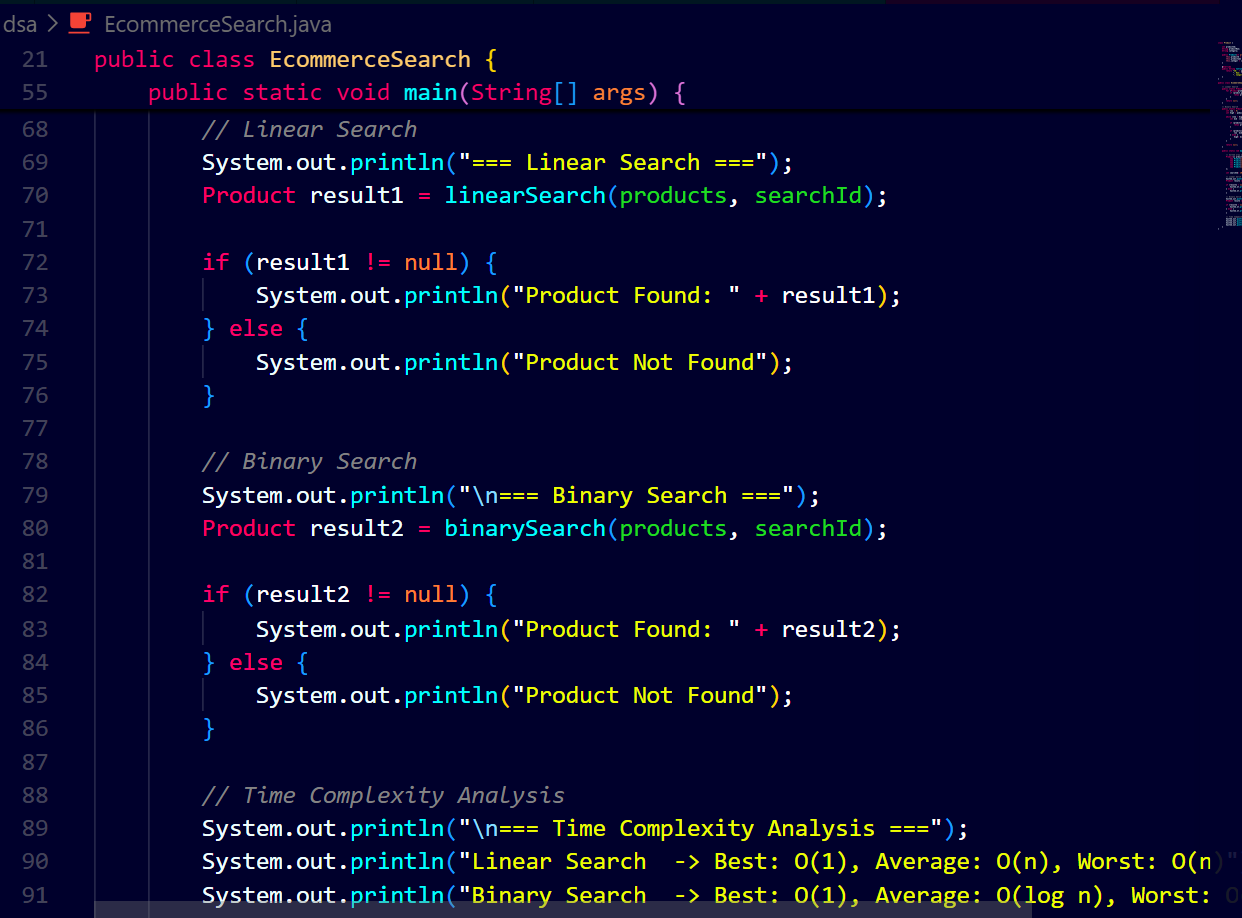 dsa > EcommerceSearch.java
21 public class EcommerceSearch {
55 public static void main(String[] args) {
68 // Linear Search
69 System.out.println("=== Linear Search ===");
70 Product result1 = linearSearch(products, searchId);
71
72 if (result1 != null) {
73 System.out.println("Product Found: " + result1);
74 } else {
75 System.out.println("Product Not Found");
76 }
77
78 // Binary Search
79 System.out.println("\n=== Binary Search ===");
80 Product result2 = binarySearch(products, searchId);
81
82 if (result2 != null) {
83 System.out.println("Product Found: " + result2);
84 } else {
85 System.out.println("Product Not Found");
86 }
87
88 // Time Complexity Analysis
89 System.out.println("\n=== Time Complexity Analysis ===");
90 System.out.println("Linear Search  -> Best: O(1), Average: O(n), Worst: O(n)"
91 System.out.println("Binary Search  -> Best: O(1), Average: O(log n), Worst: O